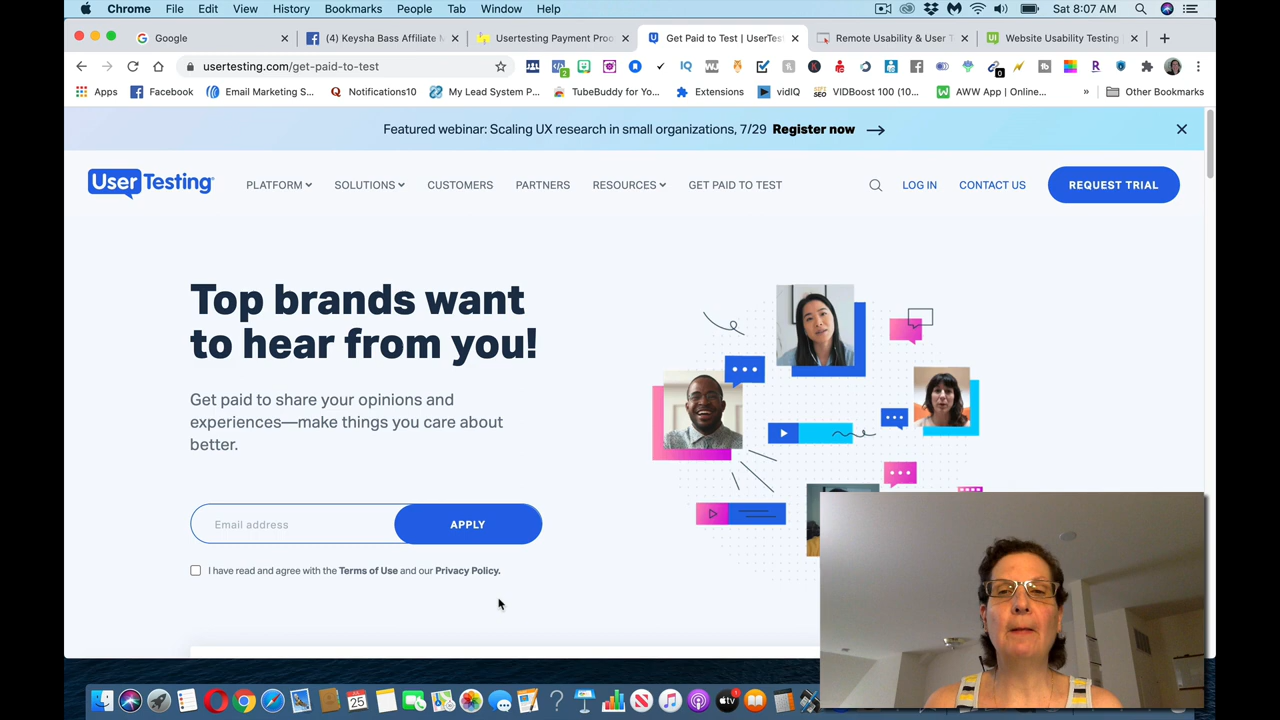 Chrome File Edit View History Bookmarks People Tab Window Help Sat 8:07 AM
Google (4) Keysha Bass Affiliate M Usertesting Payment Proo Get Paid to Test | UserTes Remote Usability & User T Website Usability Testing
usertesting.com/get-paid-to-test
Apps Facebook Email Marketing S... Notifications10 My Lead System P... TubeBuddy for Yo... Extensions vidIQ VIDBoost 100 (10... AWW App | Online... » Other Bookmarks
Featured webinar: Scaling UX research in small organizations, 7/29 Register now
UserTesting PLATFORM SOLUTIONS CUSTOMERS PARTNERS RESOURCES GET PAID TO TEST LOG IN CONTACT US REQUEST TRIAL
Top brands want
to hear from you!
Get paid to share your opinions and
experiences—make things you care about
better.
Email address APPLY
I have read and agree with the Terms of Use and our Privacy Policy.